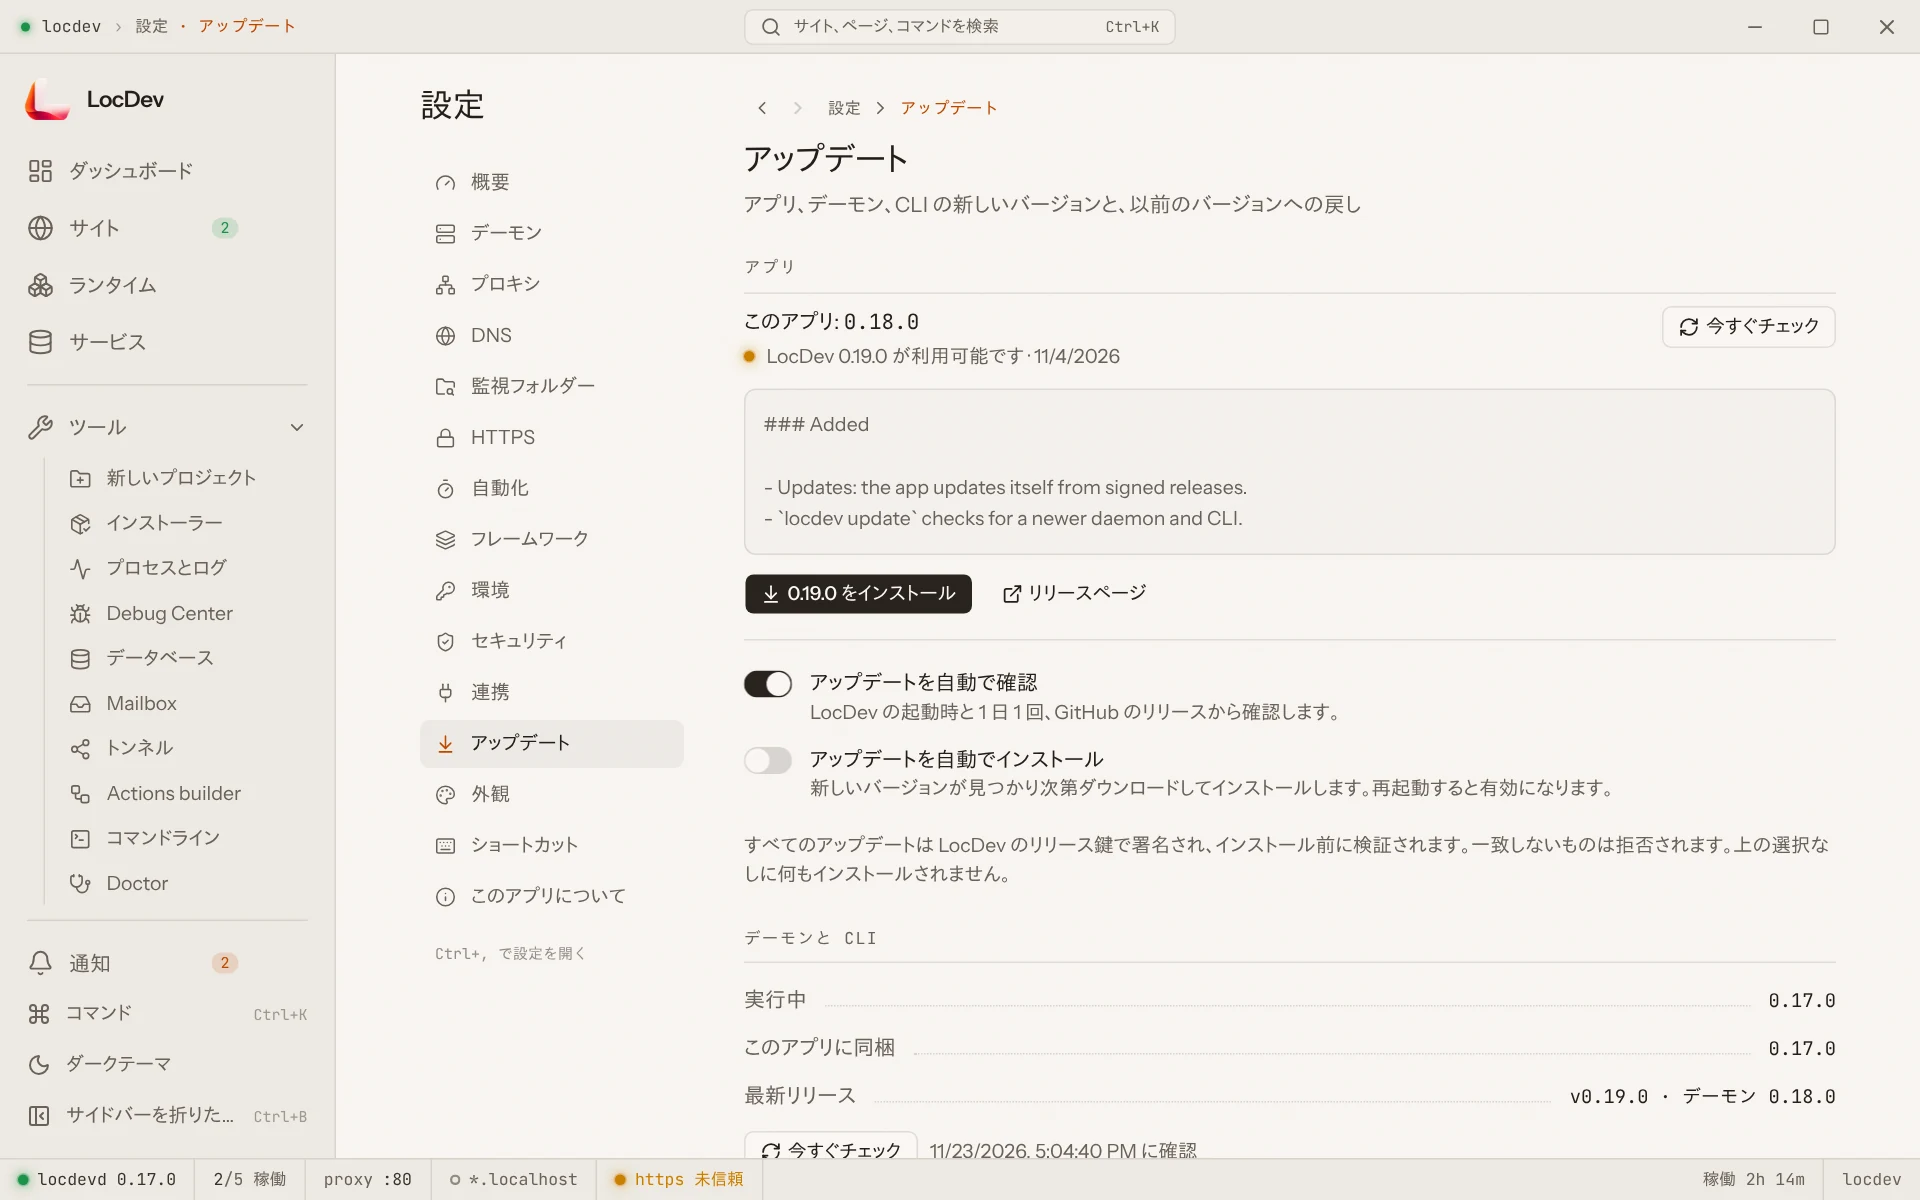 locdev › 設定 · アップデート
サイト、ページ、コマンドを検索 Ctrl+K
LocDev
ダッシュボード
サイト 2
ランタイム
サービス
ツール
新しいプロジェクト
インストーラー
プロセスとログ
Debug Center
データベース
Mailbox
トンネル
Actions builder
コマンドライン
Doctor
通知 2
コマンド Ctrl+K
ダークテーマ
サイドバーを折りた… Ctrl+B
設定
概要
デーモン
プロキシ
DNS
監視フォルダー
HTTPS
自動化
フレームワーク
環境
セキュリティ
連携
アップデート
外観
ショートカット
このアプリについて
Ctrl+, で設定を開く
設定 > アップデート
アップデート
アプリ、デーモン、CLI の新しいバージョンと、以前のバージョンへの戻し
アプリ
このアプリ: 0.18.0
今すぐチェック
LocDev 0.19.0 が利用可能です · 11/4/2026
### Added
- Updates: the app updates itself from signed releases.
- `locdev update` checks for a newer daemon and CLI.
0.19.0 をインストール
リリースページ
アップデートを自動で確認
LocDev の起動時と 1 日 1 回、GitHub のリリースから確認します。
アップデートを自動でインストール
新しいバージョンが見つかり次第ダウンロードしてインストールします。再起動すると有効になります。
すべてのアップデートは LocDev のリリース鍵で署名され、インストール前に検証されます。一致しないものは拒否されます。上の選択な
しに何もインストールされません。
デーモンと CLI
実行中 0.17.0
このアプリに同梱 0.17.0
最新リリース v0.19.0 · デーモン 0.18.0
今すぐチェック 11/23/2026, 5:04:40 PM に確認
locdevd 0.17.0
2/5 稼働
proxy :80
*.localhost
https 未信頼
稼働 2h 14m
locdev